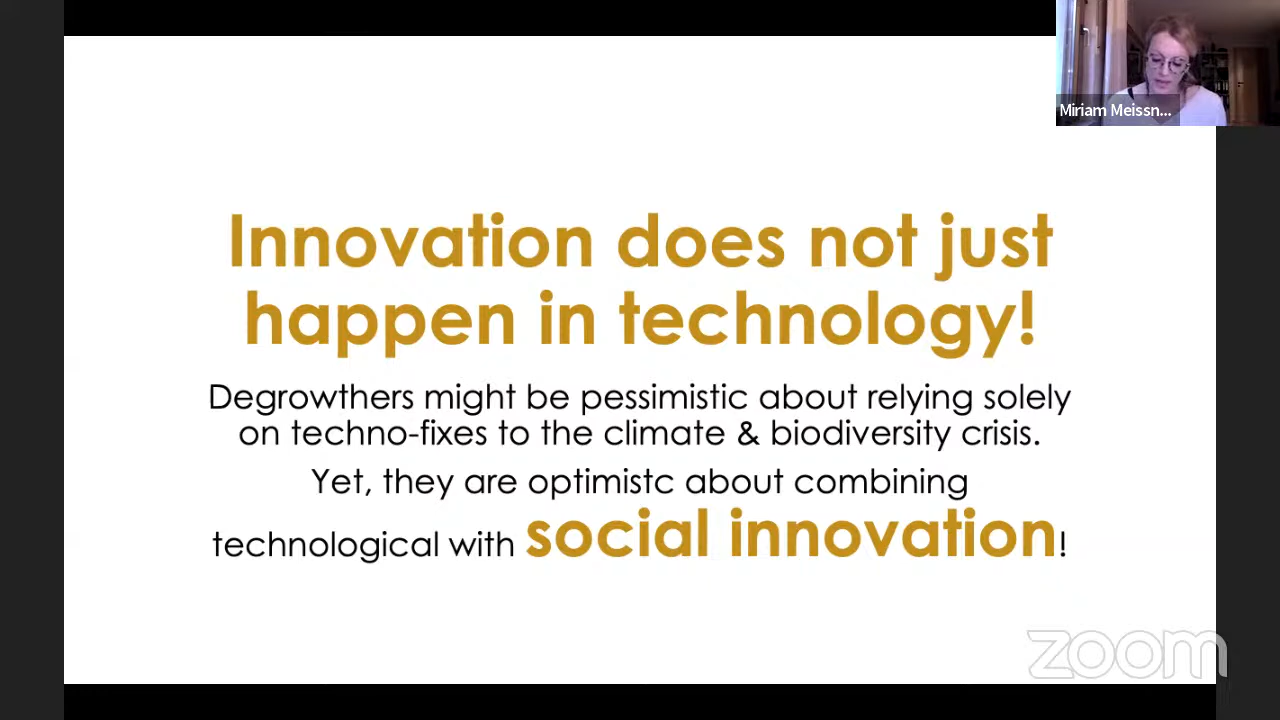 Miriam Meissn...
Innovation does not just
happen in technology!
Degrowthers might be pessimistic about relying solely
on techno-fixes to the climate & biodiversity crisis.
Yet, they are optimistc about combining
technological with social innovation!
zoom